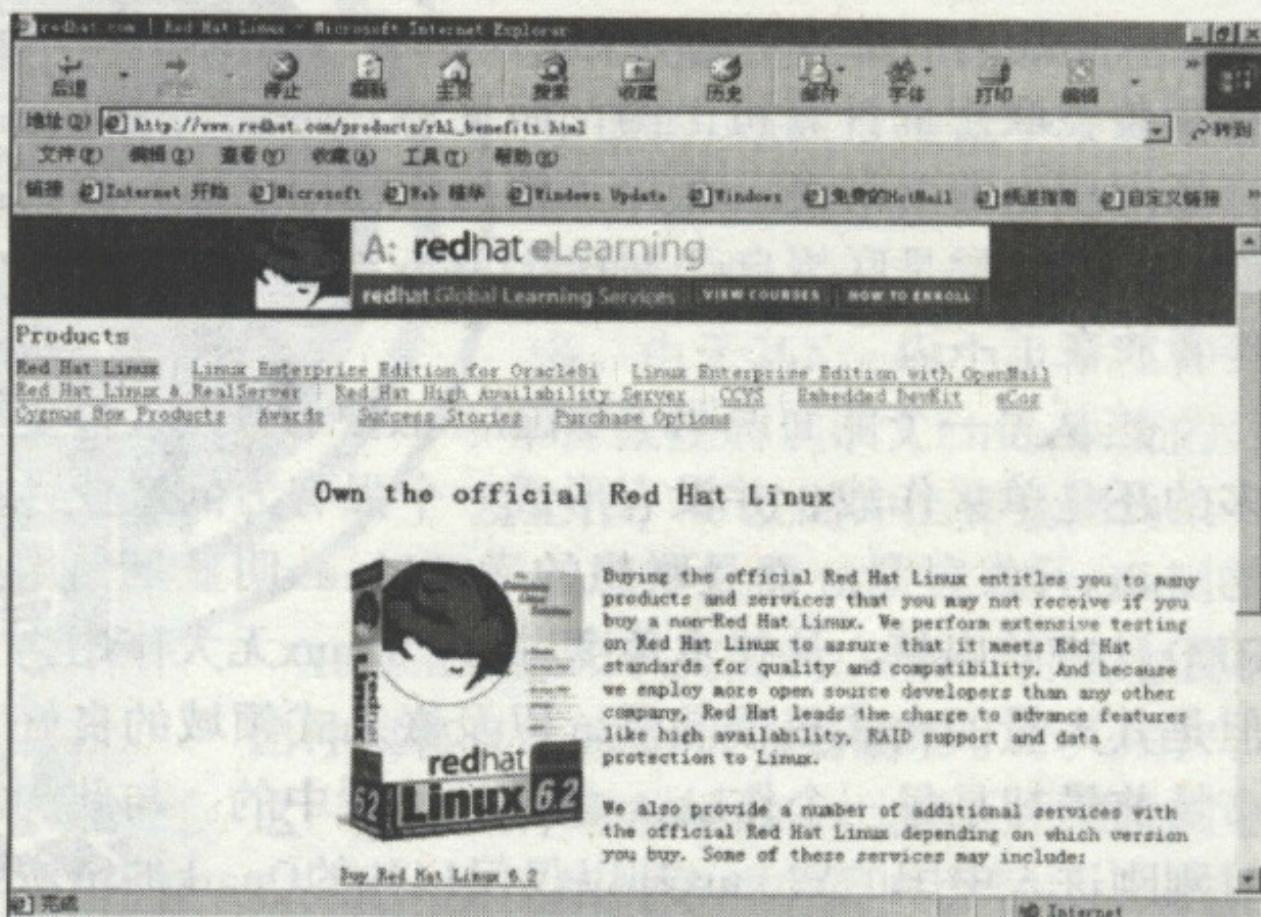 redhat com | Red Hat Linux - Microsoft Internet Explorer
后退 停止 刷新 主页 搜索 收藏 历史 邮件 字体 打印 编辑
地址(D) http://www.redhat.com/products/rhl_benefits.html 转到
文件(F) 编辑(E) 查看(V) 收藏(A) 工具(T) 帮助(H)
链接 Internet 开始 Microsoft Web 精华 Windows Update Windows 免费的HotMail 频道指南 自定义链接
A: redhat eLearning
redhat Global Learning Services VIEW COURSES HOW TO ENROLL
Products
Red Hat Linux Linux Enterprise Edition for Oracle8i Linux Enterprise Edition with OpenMail
Red Hat Linux & RealServer Red Hat High Availability Server CCVS Embedded DevKit eCos
Cygnus Box Products Awards Success Stories Purchase Options
Own the official Red Hat Linux
Buying the official Red Hat Linux entitles you to many
products and services that you may not receive if you
buy a non-Red Hat Linux. We perform extensive testing
on Red Hat Linux to assure that it meets Red Hat
standards for quality and compatibility. And because
we employ more open source developers than any other
company, Red Hat leads the charge to advance features
like high availability, RAID support and data
protection to Linux.
redhat
Linux 6.2
6.2
We also provide a number of additional services with
the official Red Hat Linux depending on which version
you buy. Some of these services may include:
Buy Red Hat Linux 6.2
完成 Internet